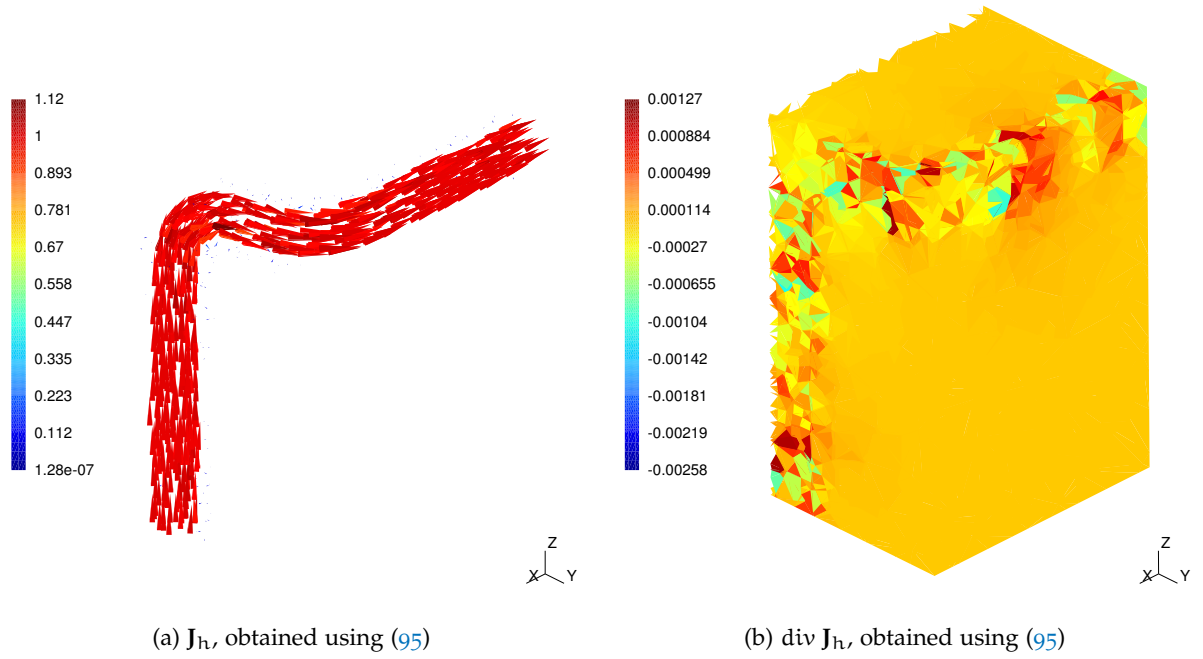 1.12
1
0.893
0.781
0.67
0.558
0.447
0.335
0.223
0.112
1.28e-07
Z
X
Y
(a) J_h, obtained using (95)
0.00127
0.000884
0.000499
0.000114
-0.00027
-0.000655
-0.00104
-0.00142
-0.00181
-0.00219
-0.00258
Z
X
Y
(b) div J_h, obtained using (95)